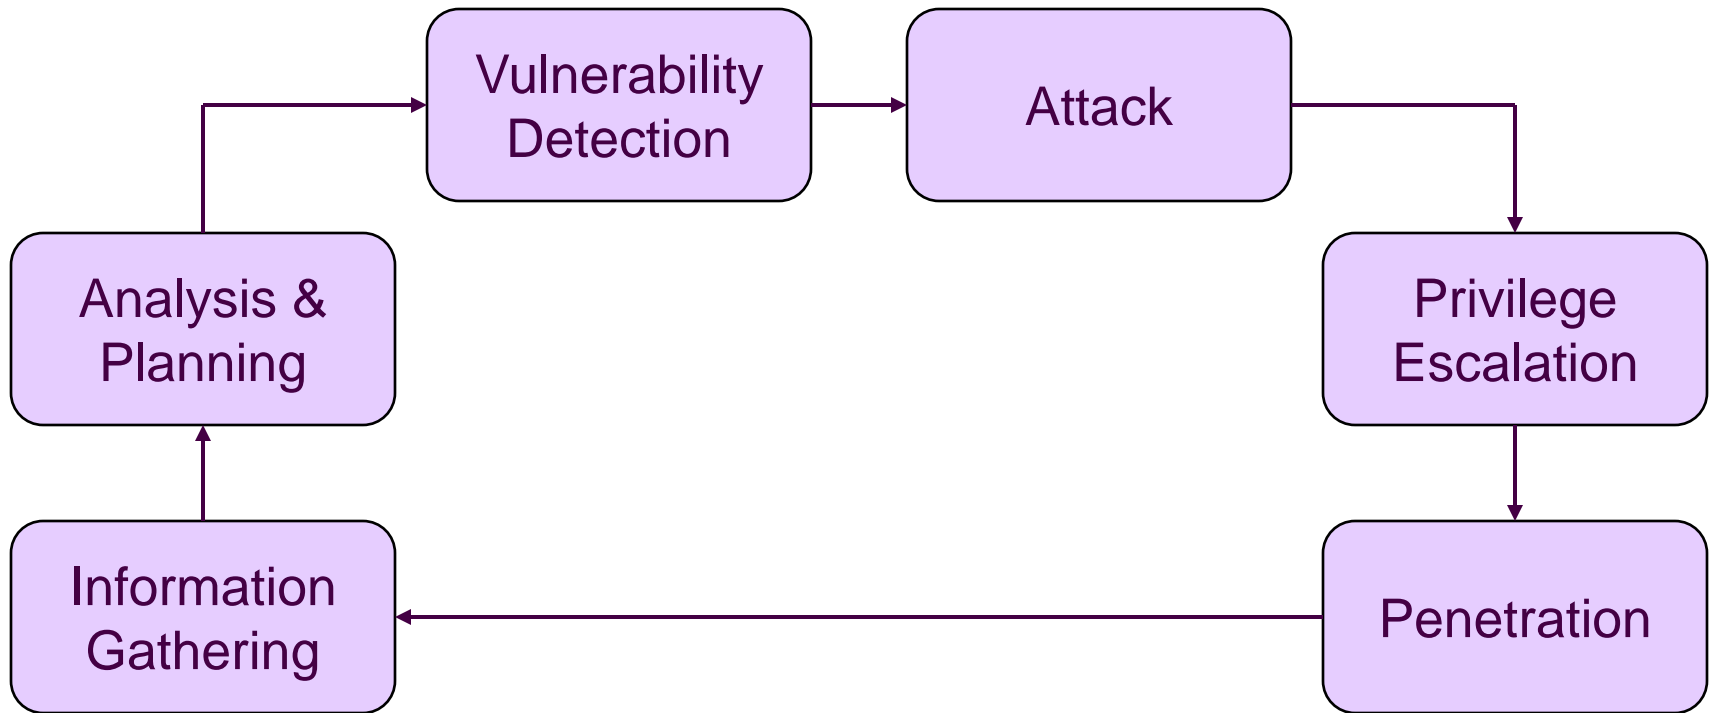 Vulnerability
Detection
Attack
Analysis &
Planning
Privilege
Escalation
Information
Gathering
Penetration